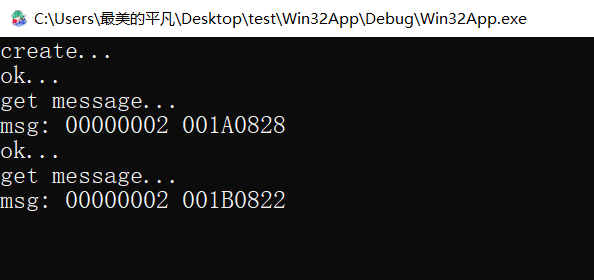 C:\Users\最美的平凡\Desktop\test\Win32App\Debug\Win32App.exe
create...
ok...
get message...
msg: 00000002 001A0828
ok...
get message...
msg: 00000002 001B0822